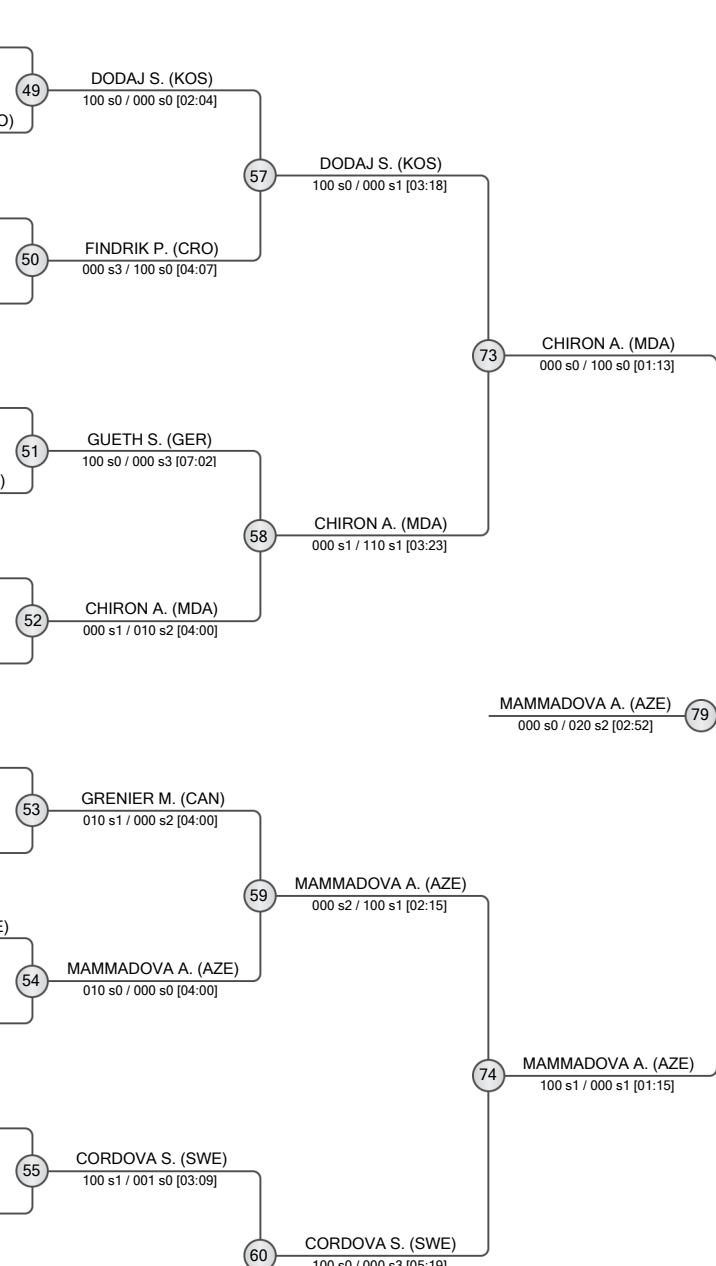 DODAJ S. (KOS)
49
100 s0 / 000 s0 [02:04]
O)
DODAJ S. (KOS)
57
100 s0 / 000 s1 [03:18]
FINDRIK P. (CRO)
50
000 s3 / 100 s0 [04:07]
CHIRON A. (MDA)
73
000 s0 / 100 s0 [01:13]
GUETH S. (GER)
51
100 s0 / 000 s3 [07:02]
)
CHIRON A. (MDA)
58
000 s1 / 110 s1 [03:23]
CHIRON A. (MDA)
52
000 s1 / 010 s2 [04:00]
MAMMADOVA A. (AZE)
79
000 s0 / 020 s2 [02:52]
GRENIER M. (CAN)
53
010 s1 / 000 s2 [04:00]
MAMMADOVA A. (AZE)
59
000 s2 / 100 s1 [02:15]
E)
MAMMADOVA A. (AZE)
54
010 s0 / 000 s0 [04:00]
MAMMADOVA A. (AZE)
74
100 s1 / 000 s1 [01:15]
CORDOVA S. (SWE)
55
100 s1 / 001 s0 [03:09]
CORDOVA S. (SWE)
60
100 s0 / 000 s3 [05:19]